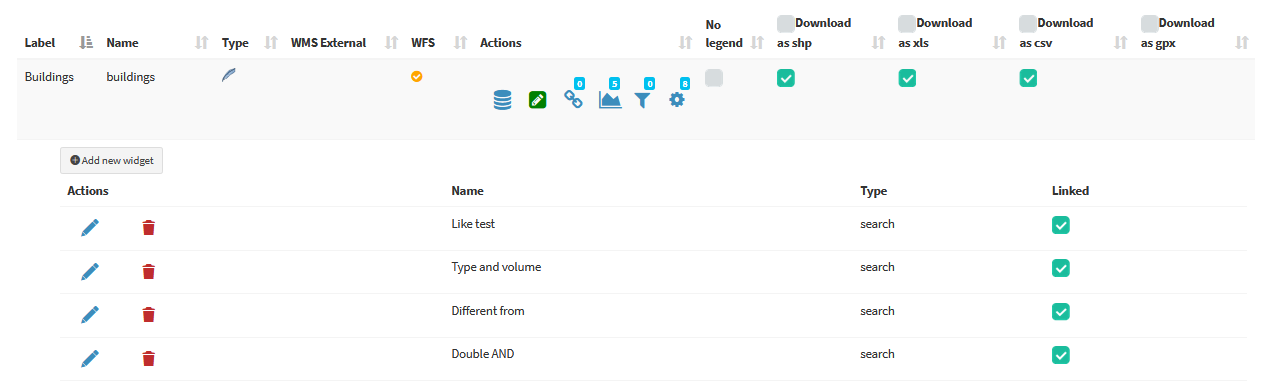 Label Name Type WMS External WFS Actions No legend Download as shp Download as xls Download as csv Download as gpx
Buildings buildings 0 5 0 8
Add new widget
Actions Name Type Linked
Like test search
Type and volume search
Different from search
Double AND search